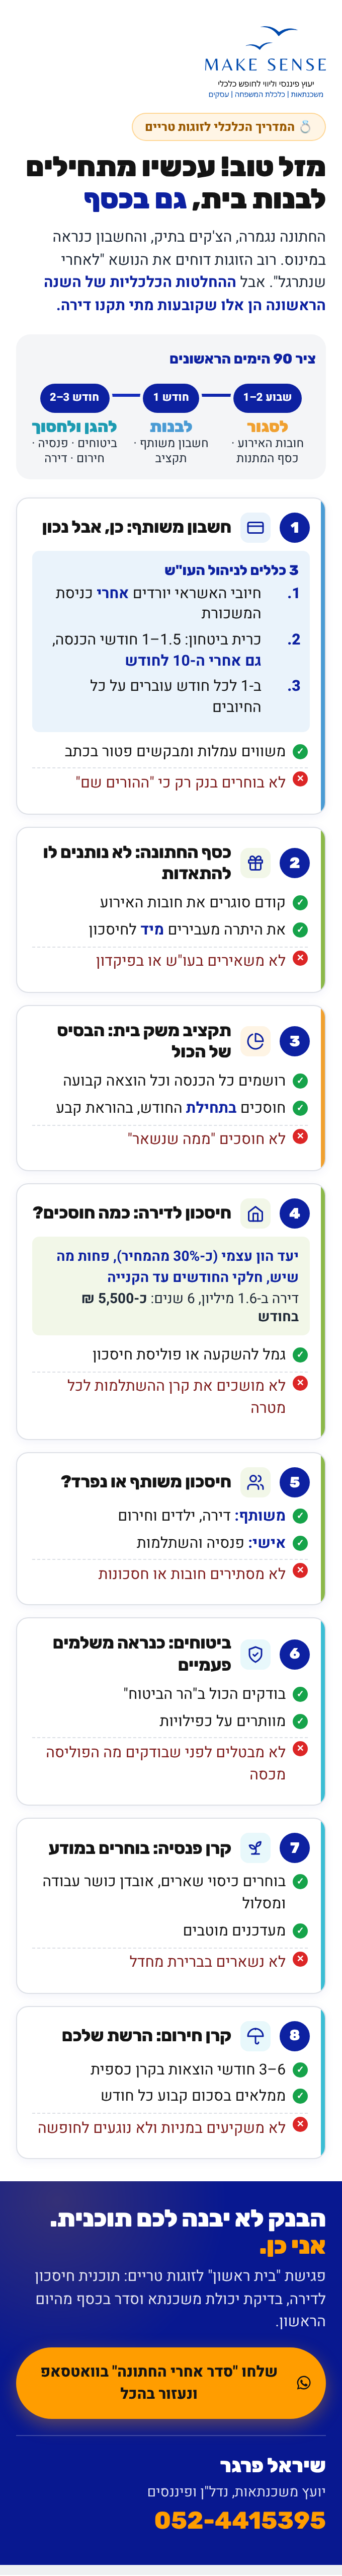 MAKE SENSE
יעוץ פיננסי וליווי לחופש כלכלי
משכנתאות | כלכלת המשפחה | עסקים
💍 המדריך הכלכלי לזוגות טריים
מזל טוב! עכשיו מתחילים
לבנות בית, גם בכסף
החתונה נגמרה, הצ'קים בתיק, והחשבון כנראה
במינוס. רוב הזוגות דוחים את הנושא "לאחרי
שנתרגל". אבל ההחלטות הכלכליות של השנה
הראשונה הן אלו שקובעות מתי תקנו דירה.
ציר 90 הימים הראשונים
שבוע 1–2
לסגור
חובות האירוע ·
כסף המתנות
חודש 1
לבנות
חשבון משותף ·
תקציב
חודש 2–3
להגן ולחסוך
ביטוחים · פנסיה ·
חירום · דירה
1
חשבון משותף: כן, אבל נכון
3 כללים לניהול העו"ש
1. חיובי האשראי יורדים אחרי כניסת
המשכורת
2. כרית ביטחון: 1–1.5 חודשי הכנסה,
גם אחרי ה-10 לחודש
3. ב-1 לכל חודש עוברים על כל
החיובים
משווים עמלות ומבקשים פטור בכתב
לא בוחרים בנק רק כי "ההורים שם"
2
כסף החתונה: לא נותנים לו
להתאדות
קודם סוגרים את חובות האירוע
את היתרה מעבירים מיד לחיסכון
לא משאירים בעו"ש או בפיקדון
3
תקציב משק בית: הבסיס
של הכול
רושמים כל הכנסה וכל הוצאה קבועה
חוסכים בתחילת החודש, בהוראת קבע
לא חוסכים "ממה שנשאר"
4
חיסכון לדירה: כמה חוסכים?
יעד הון עצמי (כ-30% מהמחיר), פחות מה
שיש, חלקי החודשים עד הקנייה
דירה ב-1.6 מיליון, 6 שנים: כ-5,500 ₪
בחודש
גמל להשקעה או פוליסת חיסכון
לא מושכים את קרן ההשתלמות לכל
מטרה
5
חיסכון משותף או נפרד?
משותף: דירה, ילדים וחירום
אישי: פנסיה והשתלמות
לא מסתירים חובות או חסכונות
6
ביטוחים: כנראה משלמים
פעמיים
בודקים הכול ב"הר הביטוח"
מוותרים על כפילויות
לא מבטלים לפני שבודקים מה הפוליסה
מכסה
7
קרן פנסיה: בוחרים במודע
בוחרים כיסוי שארים, אובדן כושר עבודה
ומסלול
מעדכנים מוטבים
לא נשארים בברירת מחדל
8
קרן חירום: הרשת שלכם
3–6 חודשי הוצאות בקרן כספית
ממלאים בסכום קבוע כל חודש
לא משקיעים במניות ולא נוגעים לחופשה
הבנק לא יבנה לכם תוכנית.
אני כן.
פגישת "בית ראשון" לזוגות טריים: תוכנית חיסכון
לדירה, בדיקת יכולת משכנתא וסדר בכסף מהיום
הראשון.
שלחו "סדר אחרי החתונה" בוואטסאפ
ונעזור בהכל
שיראל פרגר
יועץ משכנתאות, נדל"ן ופיננסים
052-4415395